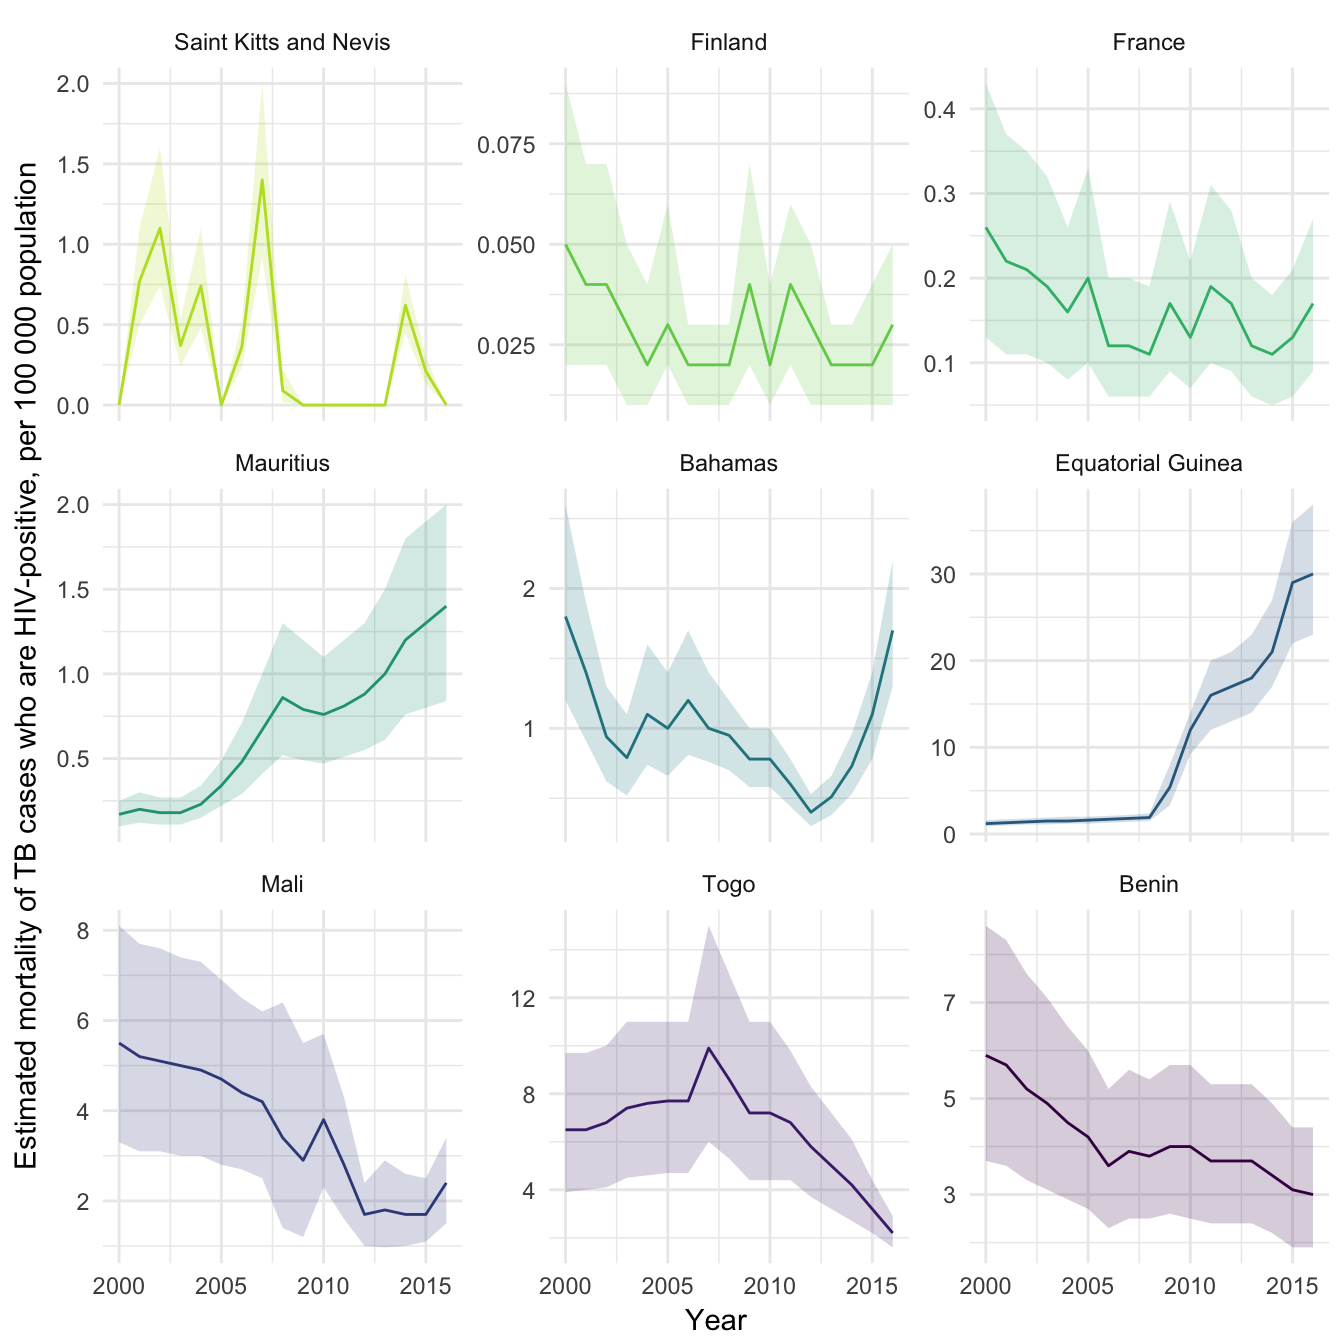 Saint Kitts and Nevis
Finland
France
2.0
1.5
1.0
0.5
0.0
0.075
0.050
0.025
0.4
0.3
0.2
0.1
Mauritius
Bahamas
Equatorial Guinea
2.0
1.5
1.0
0.5
2
1
30
20
10
0
Mali
Togo
Benin
8
6
4
2
12
8
4
7
5
3
2000 2005 2010 2015
2000 2005 2010 2015
2000 2005 2010 2015
Year
Estimated mortality of TB cases who are HIV-positive, per 100 000 population